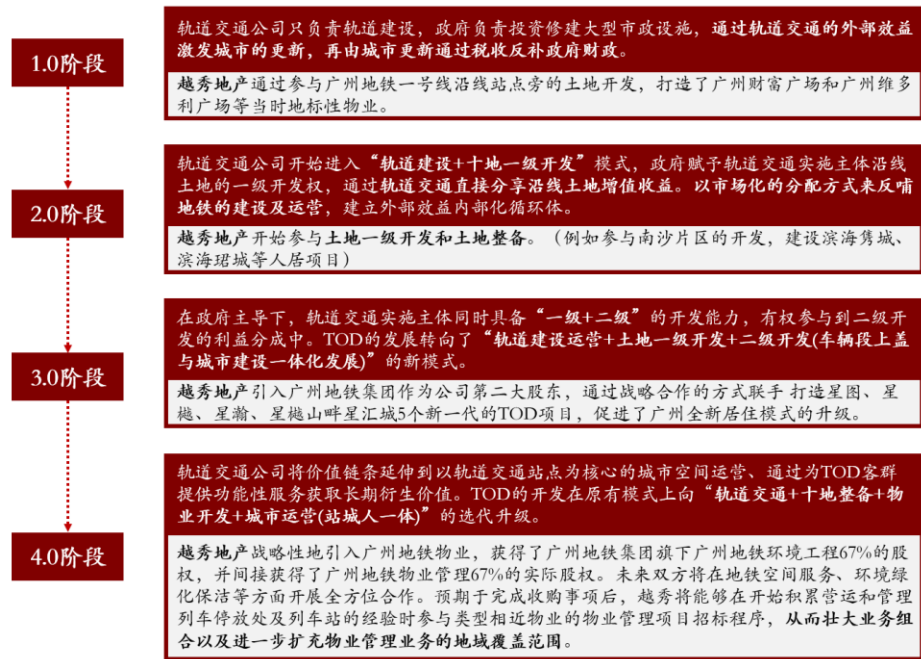 1.0阶段
轨道交通公司只负责轨道建设，政府负责投资修建大型市政设施，通过轨道交通的外部效益
激发城市的更新，再由城市更新通过税收反补政府财政。
越秀地产通过参与广州地铁一号线沿线站点旁的土地开发，打造了广州财富广场和广州维多
利广场等当时地标性物业。
2.0阶段
轨道交通公司开始进入“轨道建设+十地一级开发”模式，政府赋予轨道交通实施主体沿线
土地的一级开发权，通过轨道交通直接分享沿线土地增值收益。以市场化的分配方式来反哺
地铁的建设及运营，建立外部效益内部化循环体。
越秀地产开始参与土地一级开发和土地整备。（例如参与南沙片区的开发，建设滨海隽城、
滨海珺城等人居项目）
3.0阶段
在政府主导下，轨道交通实施主体同时具备“一级+二级”的开发能力，有权参与到二级开
发的利益分成中。TOD的发展转向了“轨道建设运营+土地一级开发+二级开发(车辆段上盖
与城市建设一体化发展)”的新模式。
越秀地产引入广州地铁集团作为公司第二大股东，通过战略合作的方式联手 打造星图、星
樾、星瀚、星樾山畔星汇城5个新一代的TOD项目，促进了广州全新居住模式的升级。
4.0阶段
轨道交通公司将价值链条延伸到以轨道交通站点为核心的城市空间运营、通过为TOD客群
提供功能性服务获取长期衍生价值。TOD的开发在原有模式上向“轨道交通+十地整备+物
业开发+城市运营(站城人一体)”的选代升级。
越秀地产战略性地引入广州地铁物业，获得了广州地铁集团旗下广州地铁环境工程67%的股
权，并间接获得了广州地铁物业管理67%的实际股权。未来双方将在地铁空间服务、环境绿
化保洁等方面开展全方位合作。预期于完成收购事项后，越秀将能够在开始积累营运和管理
列车停放处及列车站的经验时参与类型相近物业的物业管理项目招标程序，从而壮大业务组
合以及进一步扩充物业管理业务的地域覆盖范围。